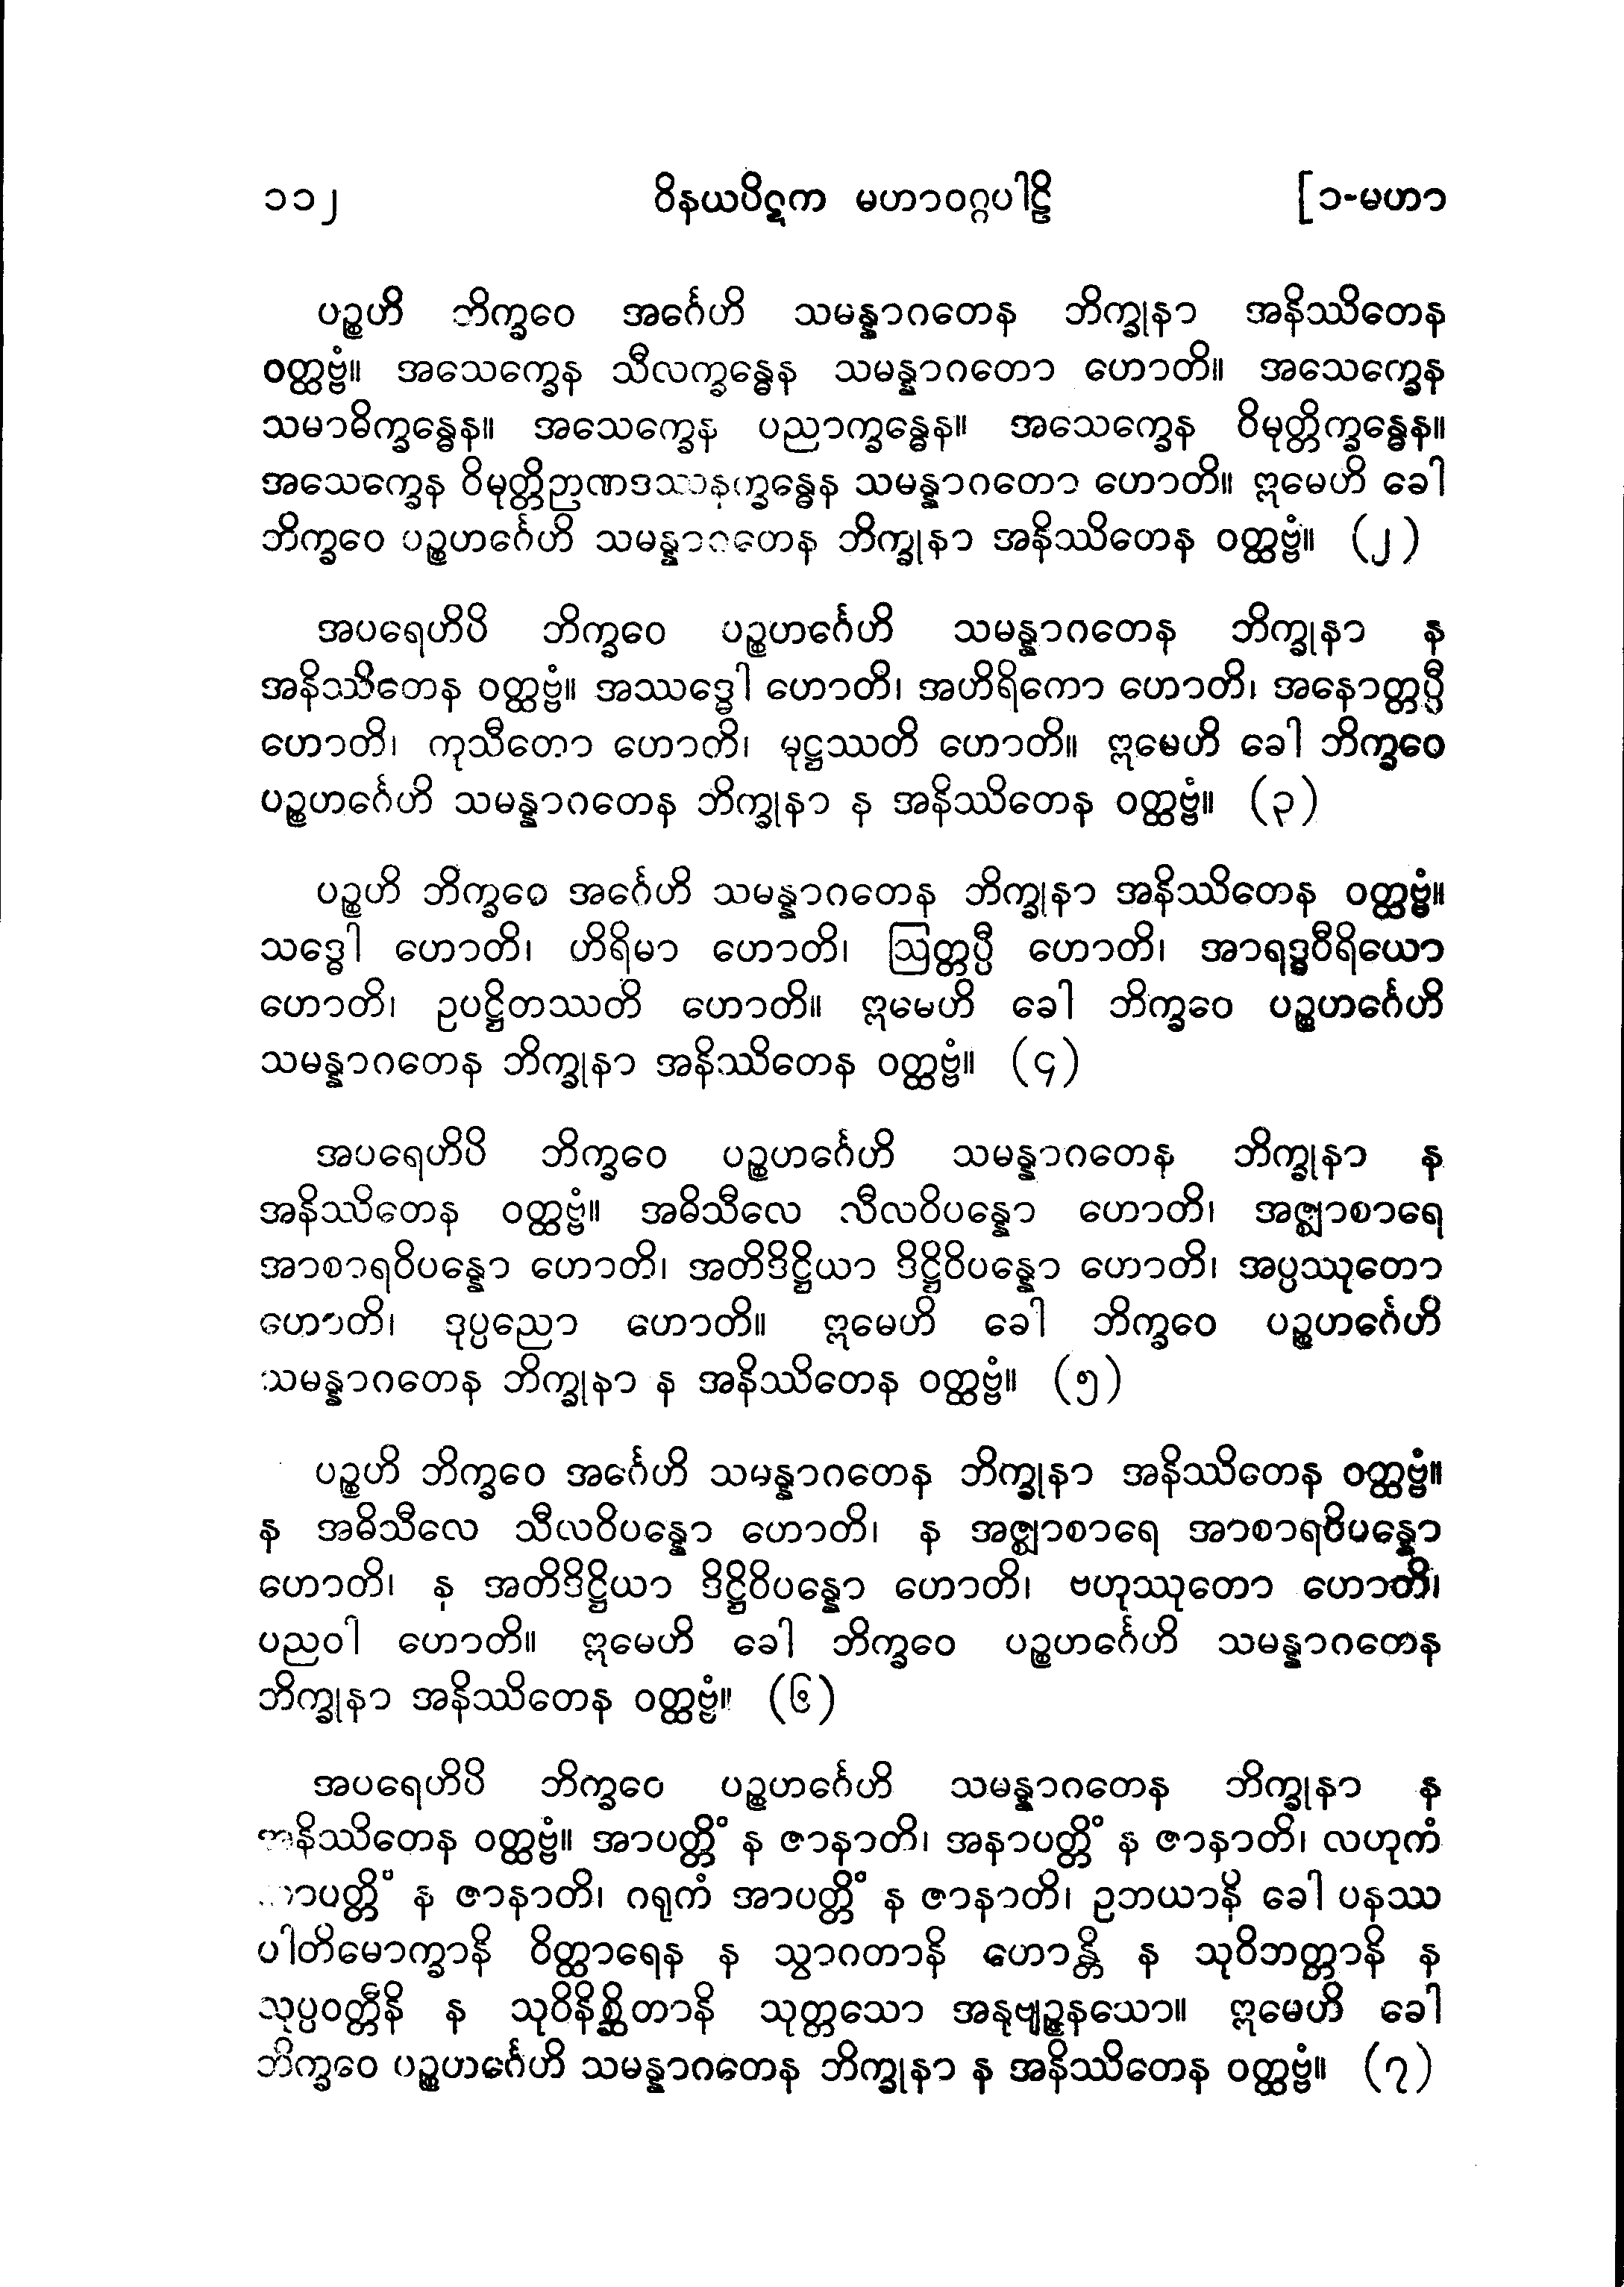 ၁၁၂ ဝိနယပိဋက မဟာဝဂ္ဂပါဠိ [၁-မဟာ
ပဉ္စဟိ ဘိက္ခဝေ အင်္ဂေဟိ သမန္နာဂတေန ဘိက္ခုနာ အနိဿိတေန
ဝတ္ထဗ္ဗံ။ အသေက္ခေန သီလက္ခန္ဓေန သမန္နာဂတော ဟောတိ။ အသေက္ခေန
သမာဓိက္ခန္ဓေန။ အသေက္ခေန ပညာက္ခန္ဓေန။ အသေက္ခေန ဝိမုတ္တိက္ခန္ဓေန။
အသေက္ခေန ဝိမုတ္တိဉာဏဒဿနက္ခန္ဓေန သမန္နာဂတော ဟောတိ။ ဣမေဟိ ခေါ
ဘိက္ခဝေ ပဉ္စဟင်္ဂေဟိ သမန္နာဂတေန ဘိက္ခုနာ အနိဿိတေန ဝတ္ထဗ္ဗံ။ (၂)
အပရေဟိပိ ဘိက္ခဝေ ပဉ္စဟင်္ဂေဟိ သမန္နာဂတေန ဘိက္ခုနာ န
အနိဿိတေန ဝတ္ထဗ္ဗံ။ အဿဒ္ဓေါ ဟောတိ၊ အဟိရိကော ဟောတိ၊ အနောတ္တပ္ပီ
ဟောတိ၊ ကုသီတော ဟောတိ၊ မုဋ္ဌဿတိ ဟောတိ။ ဣမေဟိ ခေါ ဘိက္ခဝေ
ပဉ္စဟင်္ဂေဟိ သမန္နာဂတေန ဘိက္ခုနာ န အနိဿိတေန ဝတ္ထဗ္ဗံ။ (၃)
ပဉ္စဟိ ဘိက္ခဝေ အင်္ဂေဟိ သမန္နာဂတေန ဘိက္ခုနာ အနိဿိတေန ဝတ္ထဗ္ဗံ။
သဒ္ဓေါ ဟောတိ၊ ဟိရိမာ ဟောတိ၊ ဩတ္တပ္ပီ ဟောတိ၊ အာရဒ္ဓဝီရိယော
ဟောတိ၊ ဥပဋ္ဌိတဿတိ ဟောတိ။ ဣမေဟိ ခေါ ဘိက္ခဝေ ပဉ္စဟင်္ဂေဟိ
သမန္နာဂတေန ဘိက္ခုနာ အနိဿိတေန ဝတ္ထဗ္ဗံ။ (၄)
အပရေဟိပိ ဘိက္ခဝေ ပဉ္စဟင်္ဂေဟိ သမန္နာဂတေန ဘိက္ခုနာ န
အနိဿိတေန ဝတ္ထဗ္ဗံ။ အဓိသီလေ သီလဝိပန္နော ဟောတိ၊ အဇ္ဈာစာရေ
အာစာရဝိပန္နော ဟောတိ၊ အတိဒိဋ္ဌိယာ ဒိဋ္ဌိဝိပန္နော ဟောတိ၊ အပ္ပဿုတော
ဟောတိ၊ ဒုပ္ပညော ဟောတိ။ ဣမေဟိ ခေါ ဘိက္ခဝေ ပဉ္စဟင်္ဂေဟိ
သမန္နာဂတေန ဘိက္ခုနာ န အနိဿိတေန ဝတ္ထဗ္ဗံ။ (၅)
ပဉ္စဟိ ဘိက္ခဝေ အင်္ဂေဟိ သမန္နာဂတေန ဘိက္ခုနာ အနိဿိတေန ဝတ္ထဗ္ဗံ။
န အဓိသီလေ သီလဝိပန္နော ဟောတိ၊ န အဇ္ဈာစာရေ အာစာရဝိပန္နော
ဟောတိ၊ န အတိဒိဋ္ဌိယာ ဒိဋ္ဌိဝိပန္နော ဟောတိ၊ ဗဟုဿုတော ဟောတိ၊
ပညဝါ ဟောတိ။ ဣမေဟိ ခေါ ဘိက္ခဝေ ပဉ္စဟင်္ဂေဟိ သမန္နာဂတေန
ဘိက္ခုနာ အနိဿိတေန ဝတ္ထဗ္ဗံ။ (၆)
အပရေဟိပိ ဘိက္ခဝေ ပဉ္စဟင်္ဂေဟိ သမန္နာဂတေန ဘိက္ခုနာ န
အနိဿိတေန ဝတ္ထဗ္ဗံ။ အာပတ္တိံ န ဇာနာတိ၊ အနာပတ္တိံ န ဇာနာတိ၊ လဟုကံ
အာပတ္တိံ န ဇာနာတိ၊ ဂရုကံ အာပတ္တိံ န ဇာနာတိ၊ ဥဘယာနိ ခေါ ပနဿ
ပါတိမောက္ခာနိ ဝိတ္ထာရေန န သွာဂတာနိ ဟောန္တိ န သုဝိဘတ္တာနိ န
သုပ္ပဝတ္တီနိ န သုဝိနိစ္ဆိတာနိ သုတ္တသော အနုဗျဉ္ဇနသော။ ဣမေဟိ ခေါ
ဘိက္ခဝေ ပဉ္စဟင်္ဂေဟိ သမန္နာဂတေန ဘိက္ခုနာ န အနိဿိတေန ဝတ္ထဗ္ဗံ။ (၇)